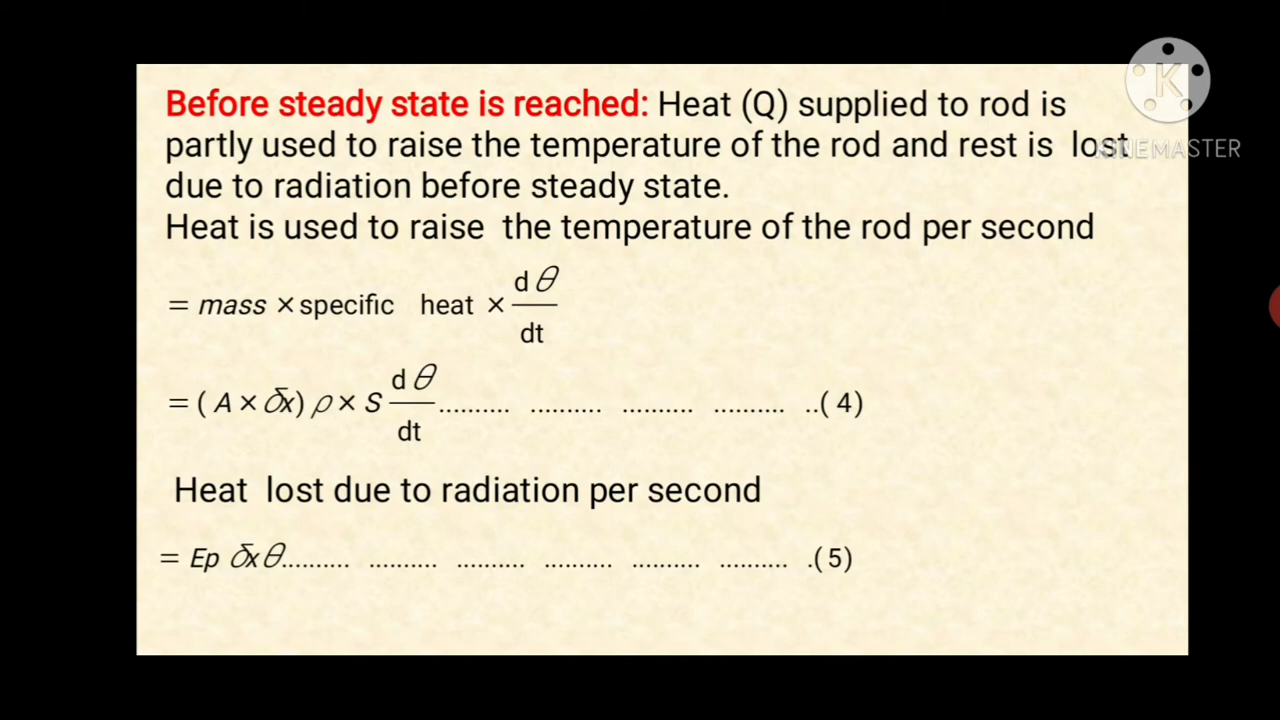 Before steady state is reached: Heat (Q) supplied to rod is
partly used to raise the temperature of the rod and rest is lost
due to radiation before steady state.
Heat is used to raise the temperature of the rod per second
= mass × specific heat × dθ/dt
= ( A × δx) ρ × S dθ/dt .......... .......... .......... .......... ..( 4)
Heat lost due to radiation per second
= Ep δxθ.......... .......... .......... .......... .......... .......... .( 5)
K
KINEMASTER